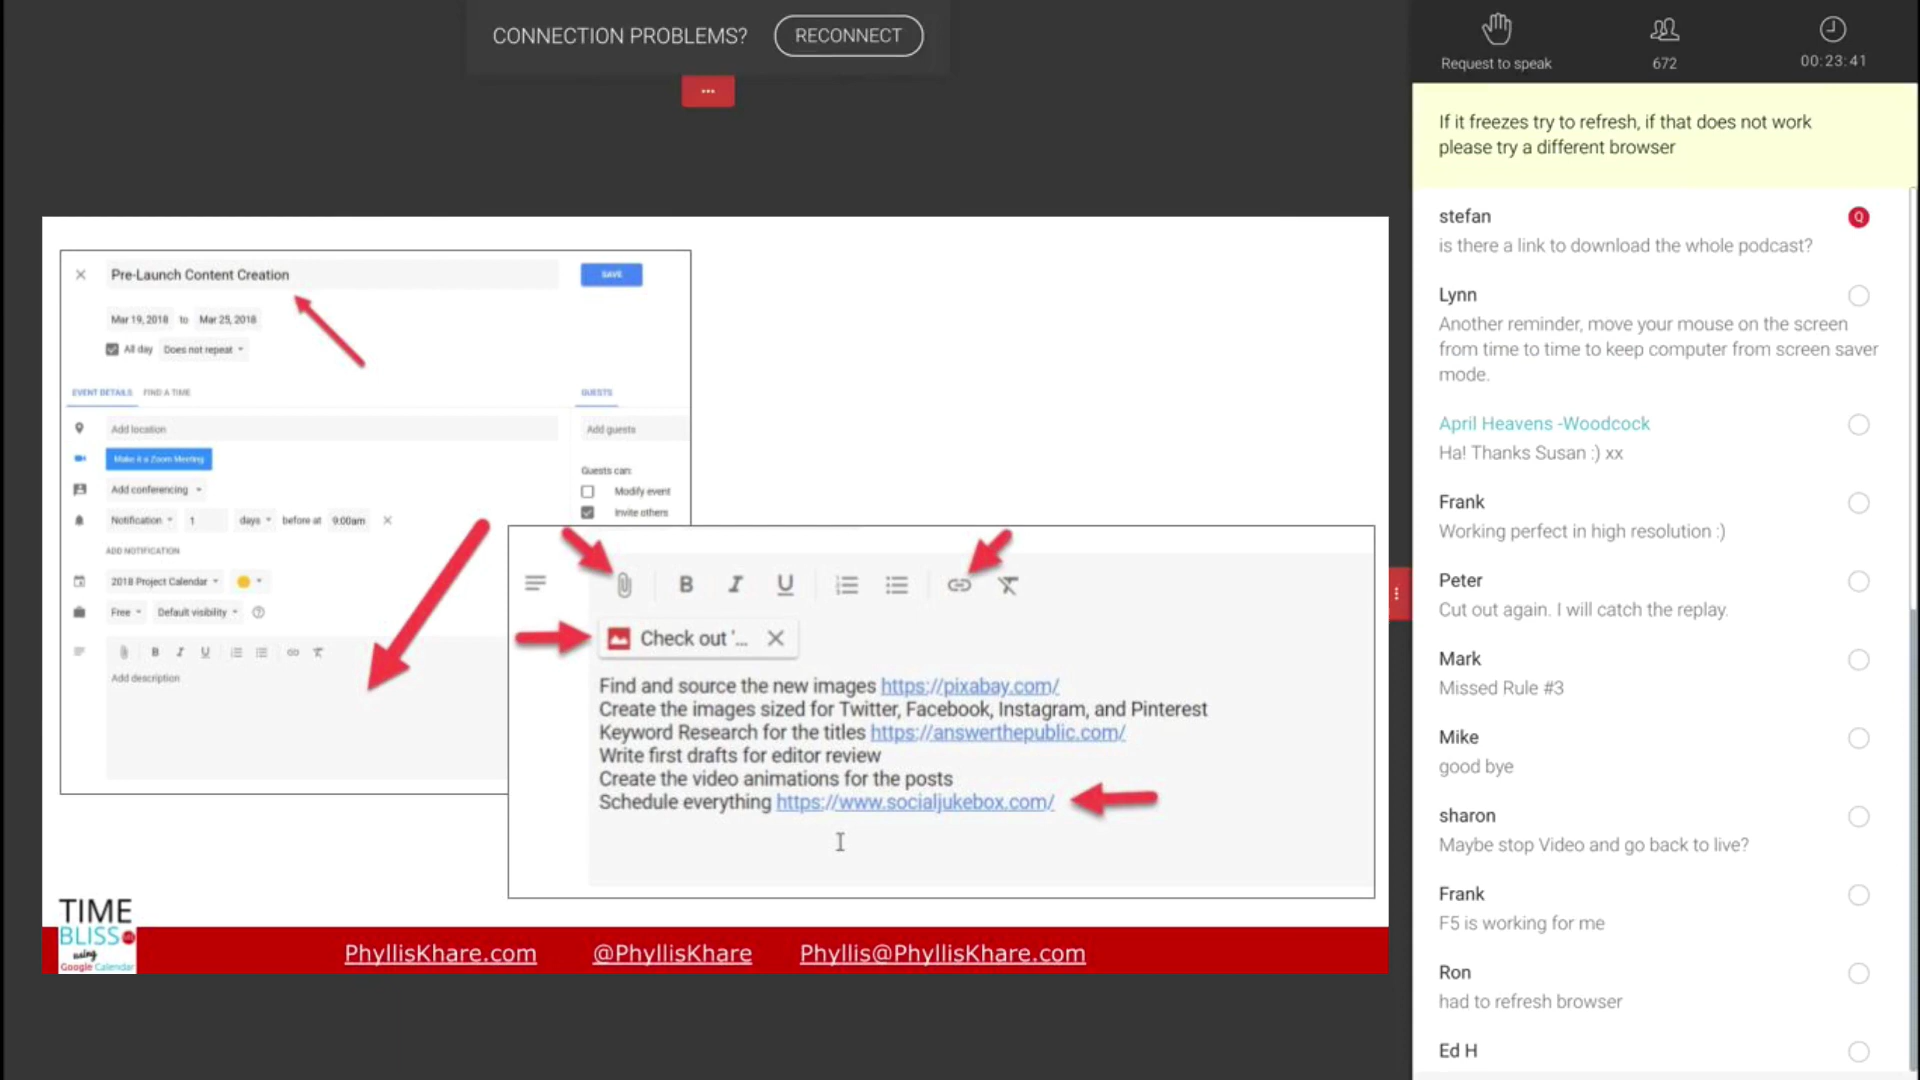 CONNECTION PROBLEMS? RECONNECT
Request to speak
672
00:23:41
If it freezes try to refresh, if that does not work
please try a different browser
stefan
Q
is there a link to download the whole podcast?
Lynn
Another reminder, move your mouse on the screen
from time to time to keep computer from screen saver
mode.
April Heavens -Woodcock
Ha! Thanks Susan :) xx
Frank
Working perfect in high resolution :)
Peter
Cut out again. I will catch the replay.
Mark
Missed Rule #3
Mike
good bye
sharon
Maybe stop Video and go back to live?
Frank
F5 is working for me
Ron
had to refresh browser
Ed H
Pre-Launch Content Creation
SAVE
Mar 19, 2018 to Mar 25, 2018
All day Does not repeat
EVENT DETAILS FIND A TIME
GUESTS
Add location
Add guests
Make it a Zoom Meeting
Guests can:
Add conferencing
Modify event
Notification 1 days before at 9:00am
Invite others
ADD NOTIFICATION
2018 Project Calendar
Free Default visibility
B I U
Add description
B I U
Check out '...
Find and source the new images https://pixabay.com/
Create the images sized for Twitter, Facebook, Instagram, and Pinterest
Keyword Research for the titles https://answerthepublic.com/
Write first drafts for editor review
Create the video animations for the posts
Schedule everything https://www.socialjukebox.com/
TIME
BLISS
using
Google Calendar
PhyllisKhare.com @PhyllisKhare Phyllis@PhyllisKhare.com